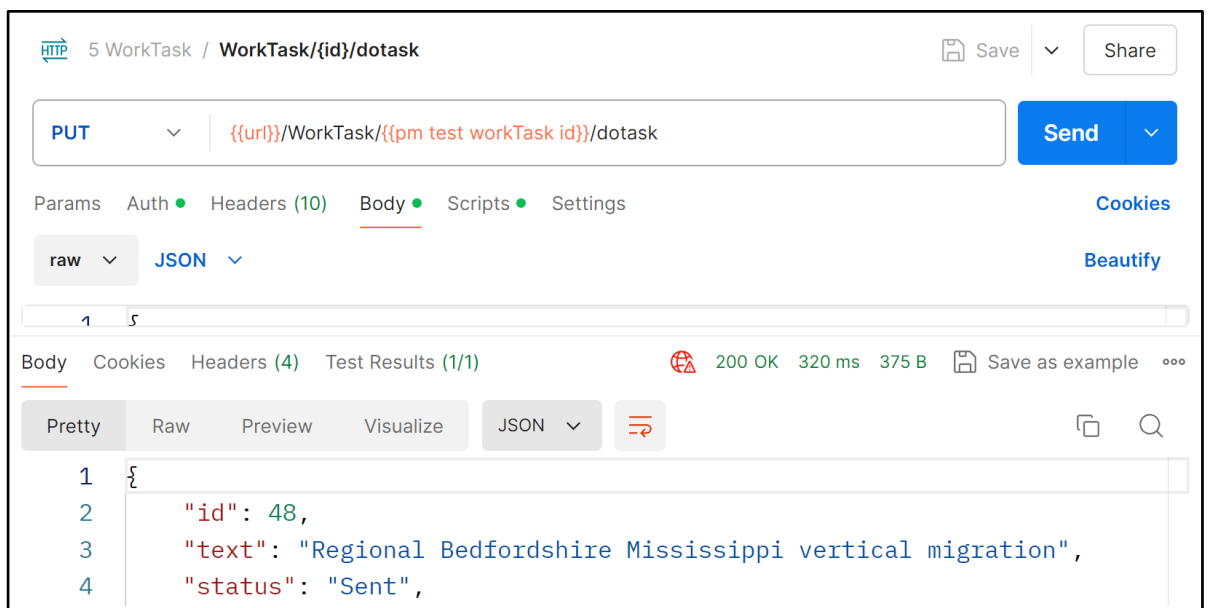 HTTP 5 WorkTask / WorkTask/{id}/dotask Save Share
PUT {{url}}/WorkTask/{{pm test workTask id}}/dotask Send
Params Auth Headers (10) Body Scripts Settings Cookies
raw JSON Beautify
1 {
Body Cookies Headers (4) Test Results (1/1) 200 OK 320 ms 375 B Save as example
Pretty Raw Preview Visualize JSON
1 {
2 "id": 48,
3 "text": "Regional Bedfordshire Mississippi vertical migration",
4 "status": "Sent",